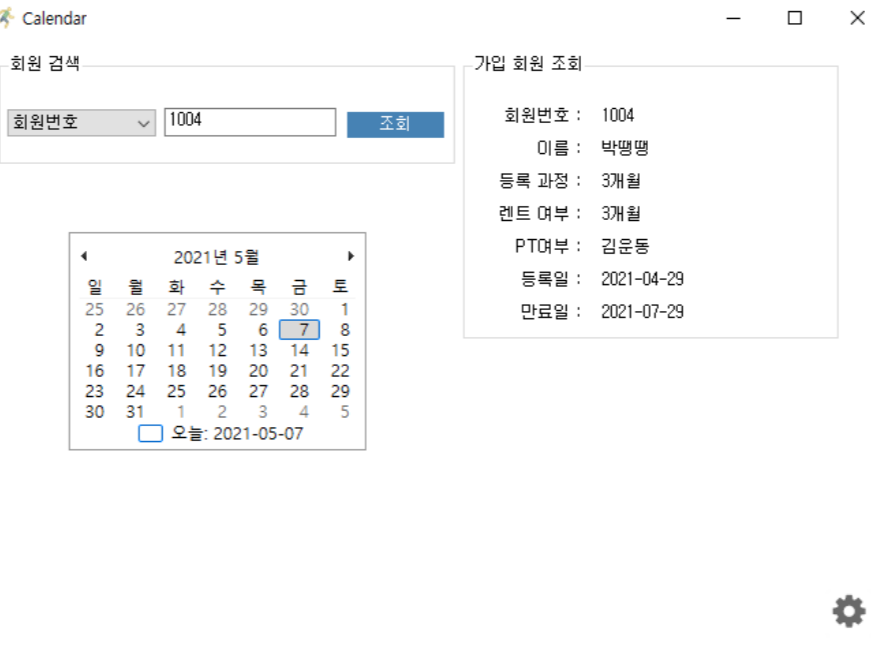 Calendar
회원 검색
회원번호 1004 조회
가입 회원 조회
회원번호 : 1004
이름 : 박땡땡
등록 과정 : 3개월
렌트 여부 : 3개월
PT여부 : 김운동
등록일 : 2021-04-29
만료일 : 2021-07-29
2021년 5월
일 월 화 수 목 금 토
25 26 27 28 29 30 1
2 3 4 5 6 7 8
9 10 11 12 13 14 15
16 17 18 19 20 21 22
23 24 25 26 27 28 29
30 31 1 2 3 4 5
오늘: 2021-05-07